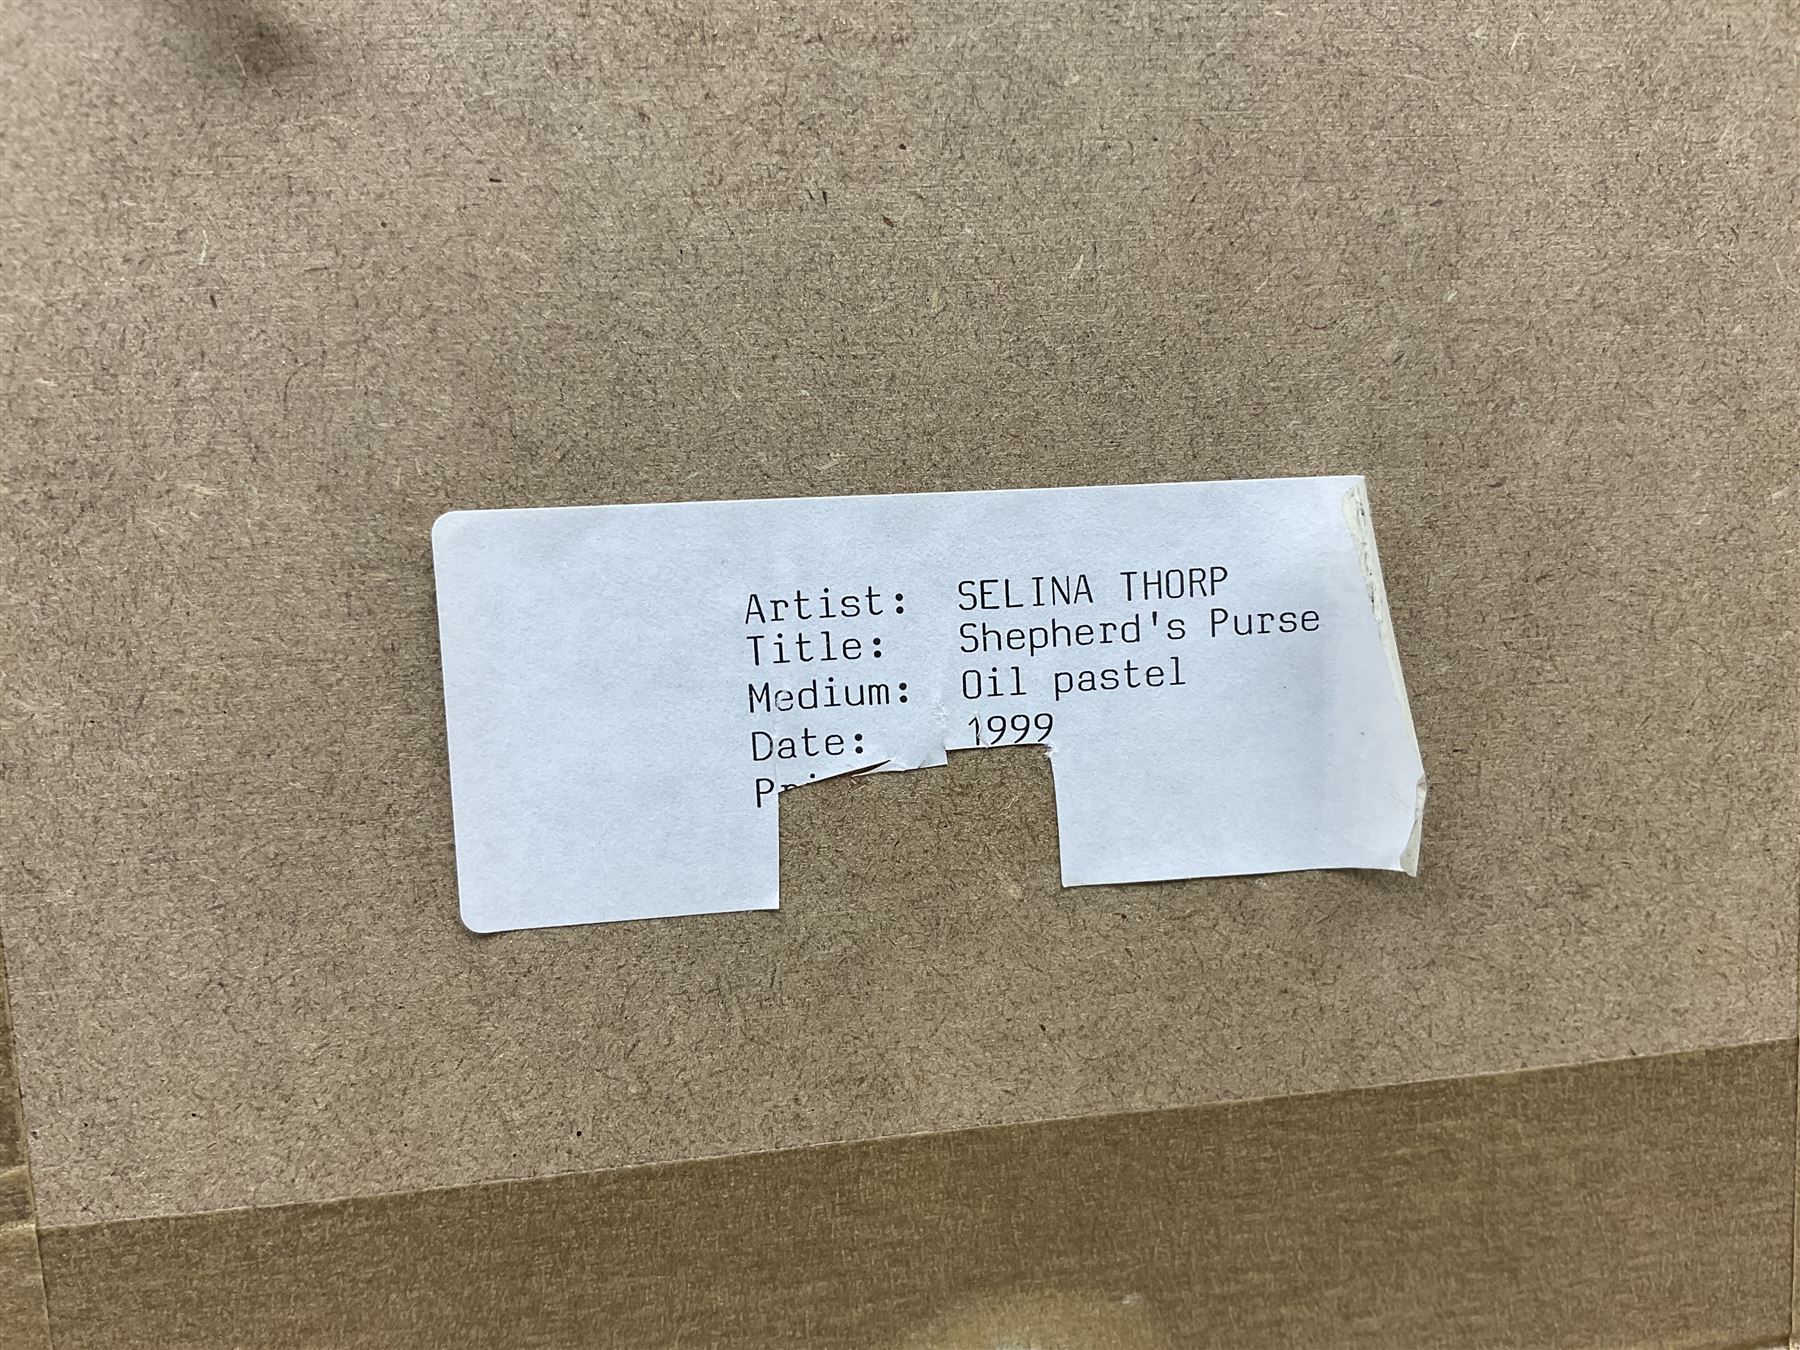 Artist: SELINA THORP
Title: Shepherd's Purse
Medium: Oil pastel
Date: 1999